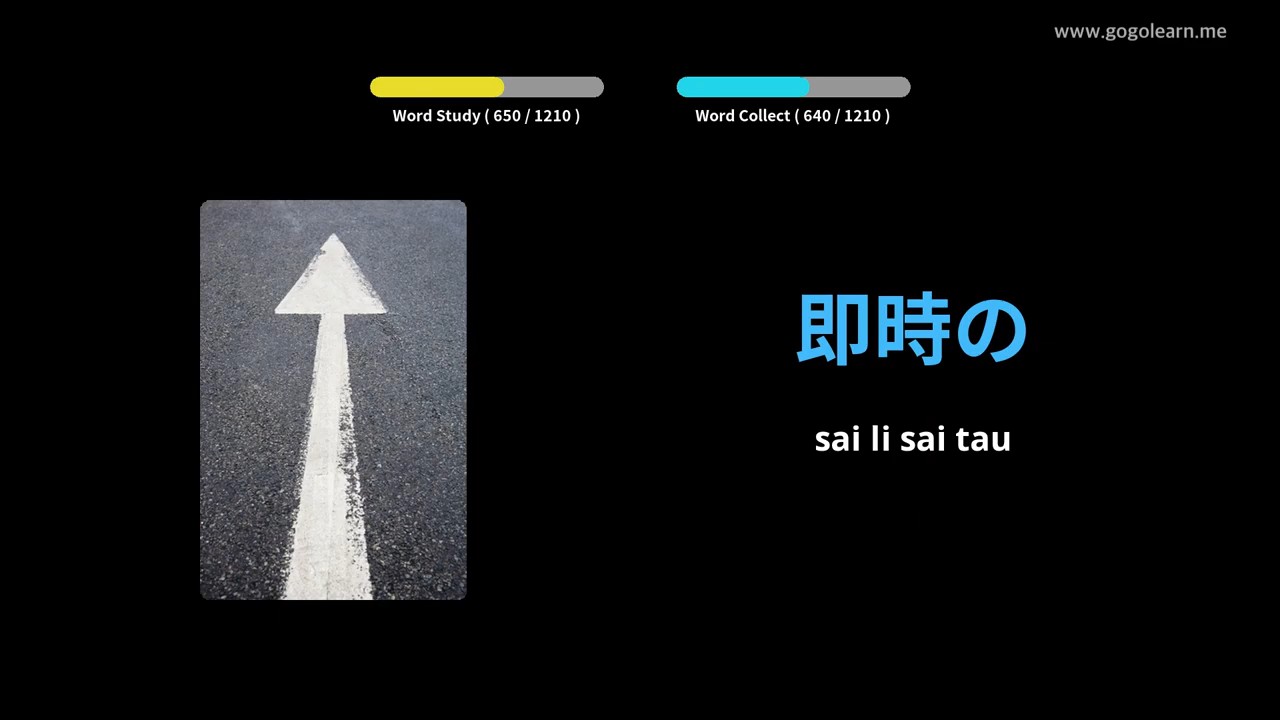 www.gogolearn.me
Word Study ( 650 / 1210 )
Word Collect ( 640 / 1210 )
即時の
sai li sai tau